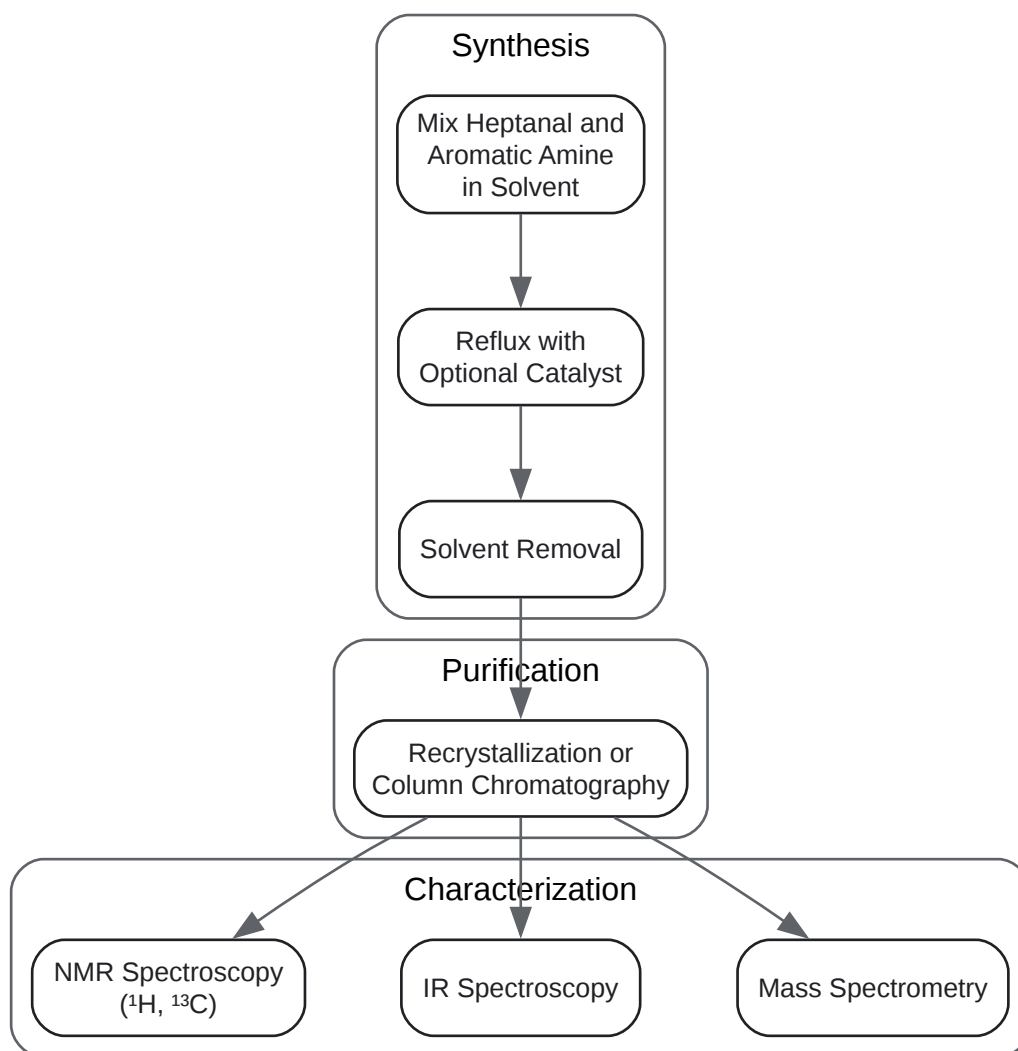 Synthesis
Mix Heptanal and
Aromatic Amine
in Solvent
Reflux with
Optional Catalyst
Solvent Removal
Purification
Recrystallization or
Column Chromatography
Characterization
NMR Spectroscopy
(¹H, ¹³C)
IR Spectroscopy
Mass Spectrometry